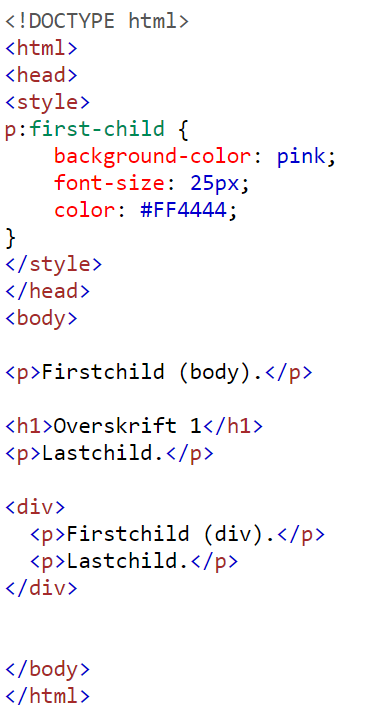 <!DOCTYPE html>
<html>
<head>
<style>
p:first-child {
    background-color: pink;
    font-size: 25px;
    color: #FF4444;
}
</style>
</head>
<body>

<p>Firstchild (body).</p>

<h1>Overskrift 1</h1>
<p>Lastchild.</p>

<div>
  <p>Firstchild (div).</p>
  <p>Lastchild.</p>
</div>


</body>
</html>